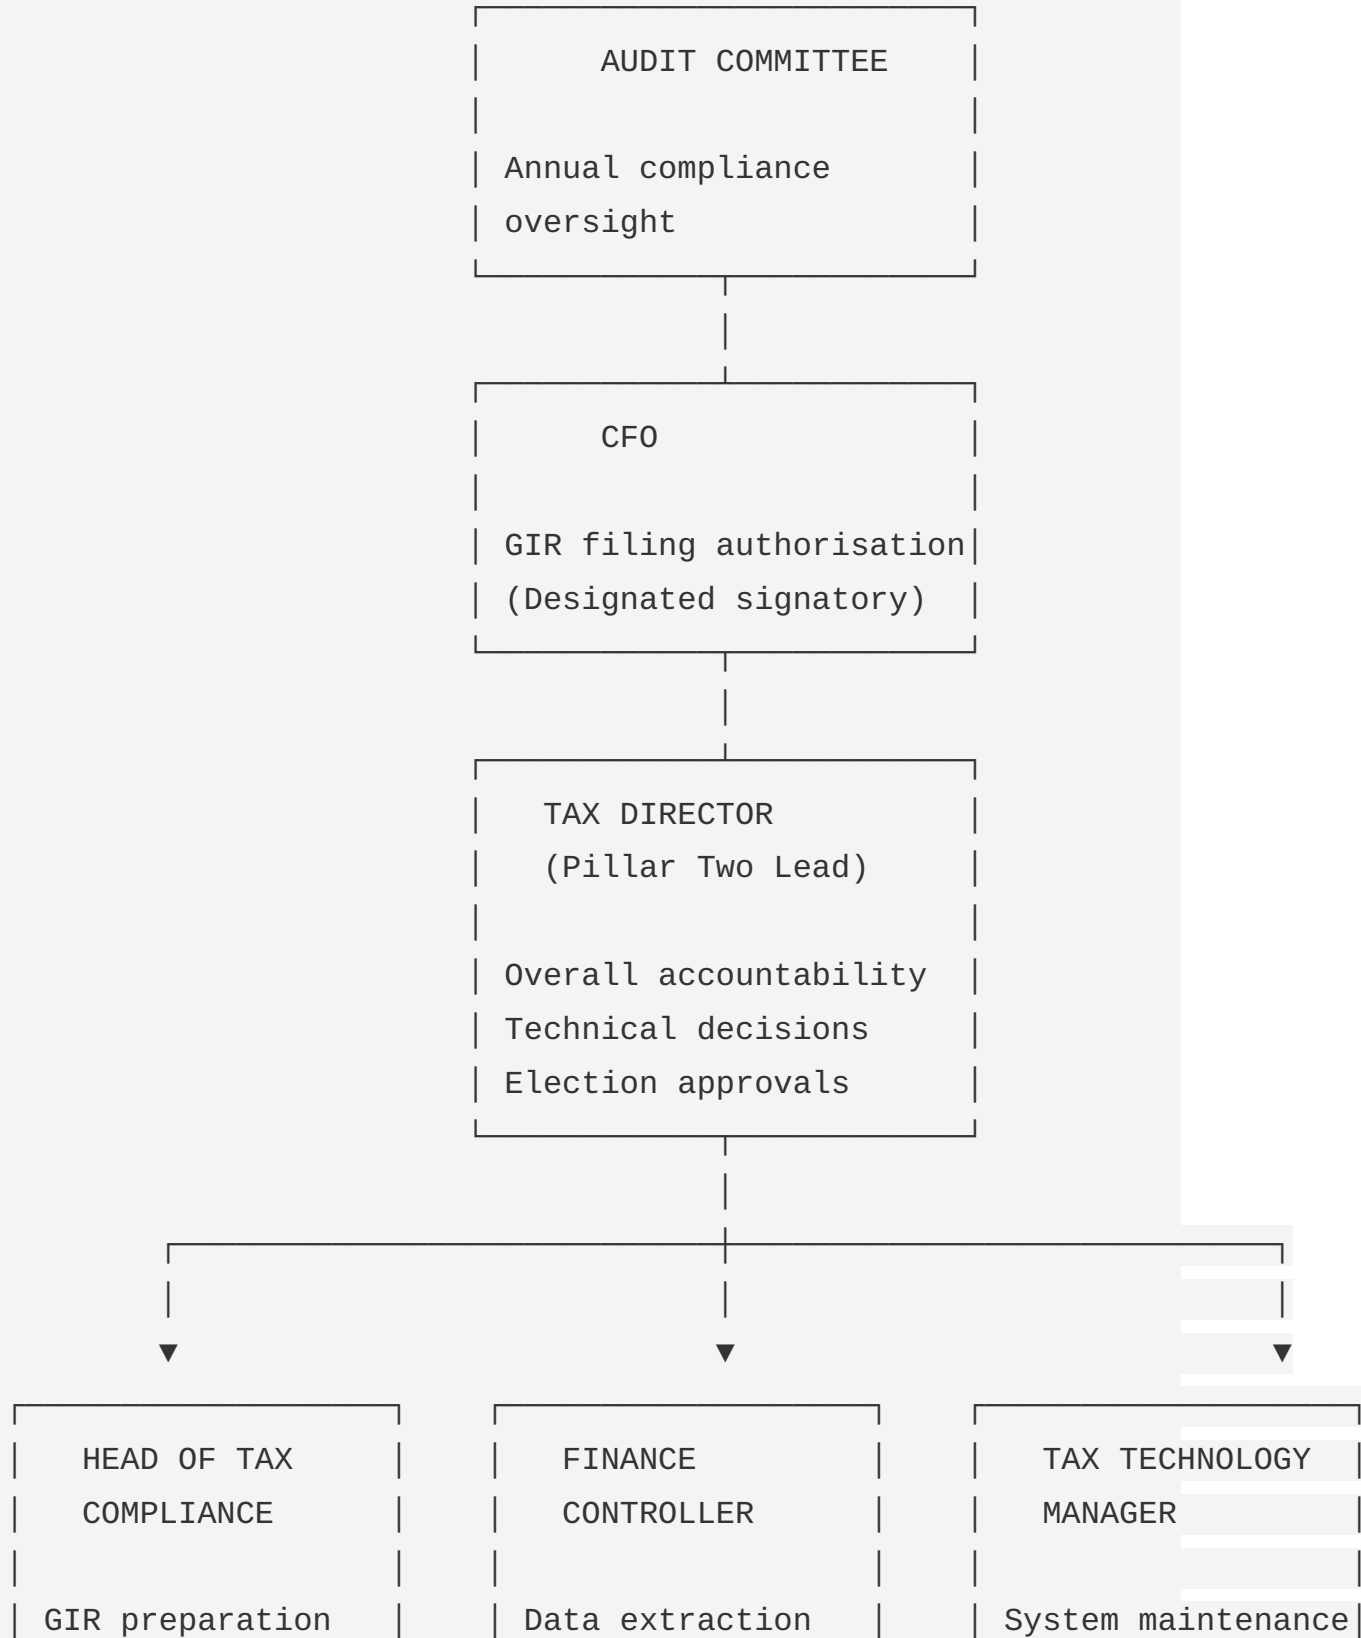 AUDIT COMMITTEE
Annual compliance
oversight
CFO
GIR filing authorisation
(Designated signatory)
TAX DIRECTOR
(Pillar Two Lead)
Overall accountability
Technical decisions
Election approvals
HEAD OF TAX
COMPLIANCE
GIR preparation
FINANCE
CONTROLLER
Data extraction
TAX TECHNOLOGY
MANAGER
System maintenance